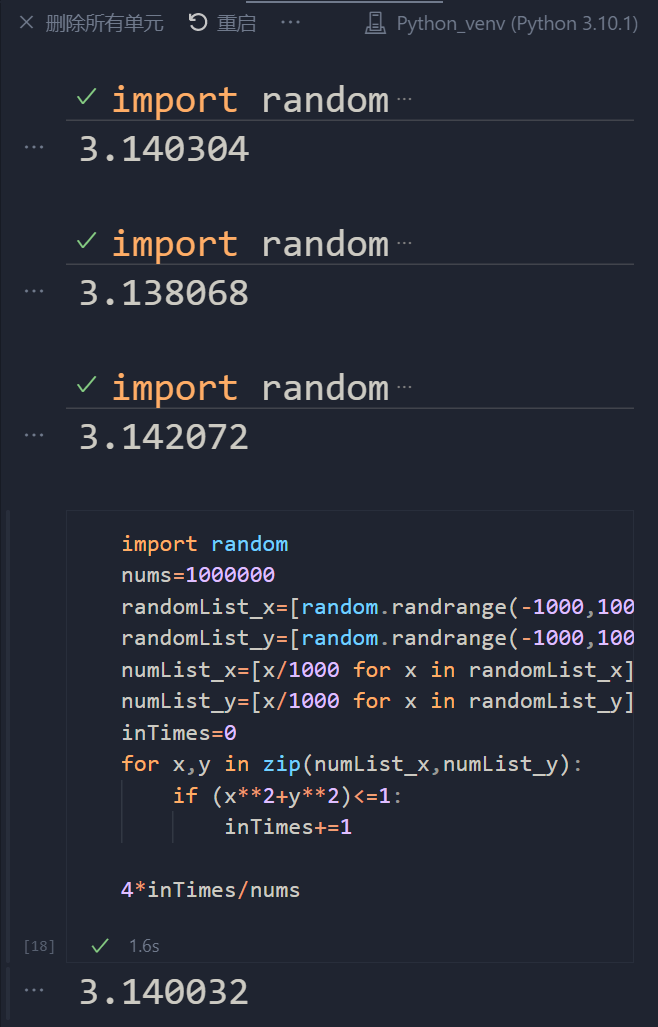 删除所有单元 重启 ··· Python_venv (Python 3.10.1)
import random ···
3.140304
import random ···
3.138068
import random ···
3.142072
import random
nums=1000000
randomList_x=[random.randrange(-1000,100
randomList_y=[random.randrange(-1000,100
numList_x=[x/1000 for x in randomList_x]
numList_y=[x/1000 for x in randomList_y]
inTimes=0
for x,y in zip(numList_x,numList_y):
if (x**2+y**2)<=1:
inTimes+=1
4*inTimes/nums
[18] 1.6s
3.140032